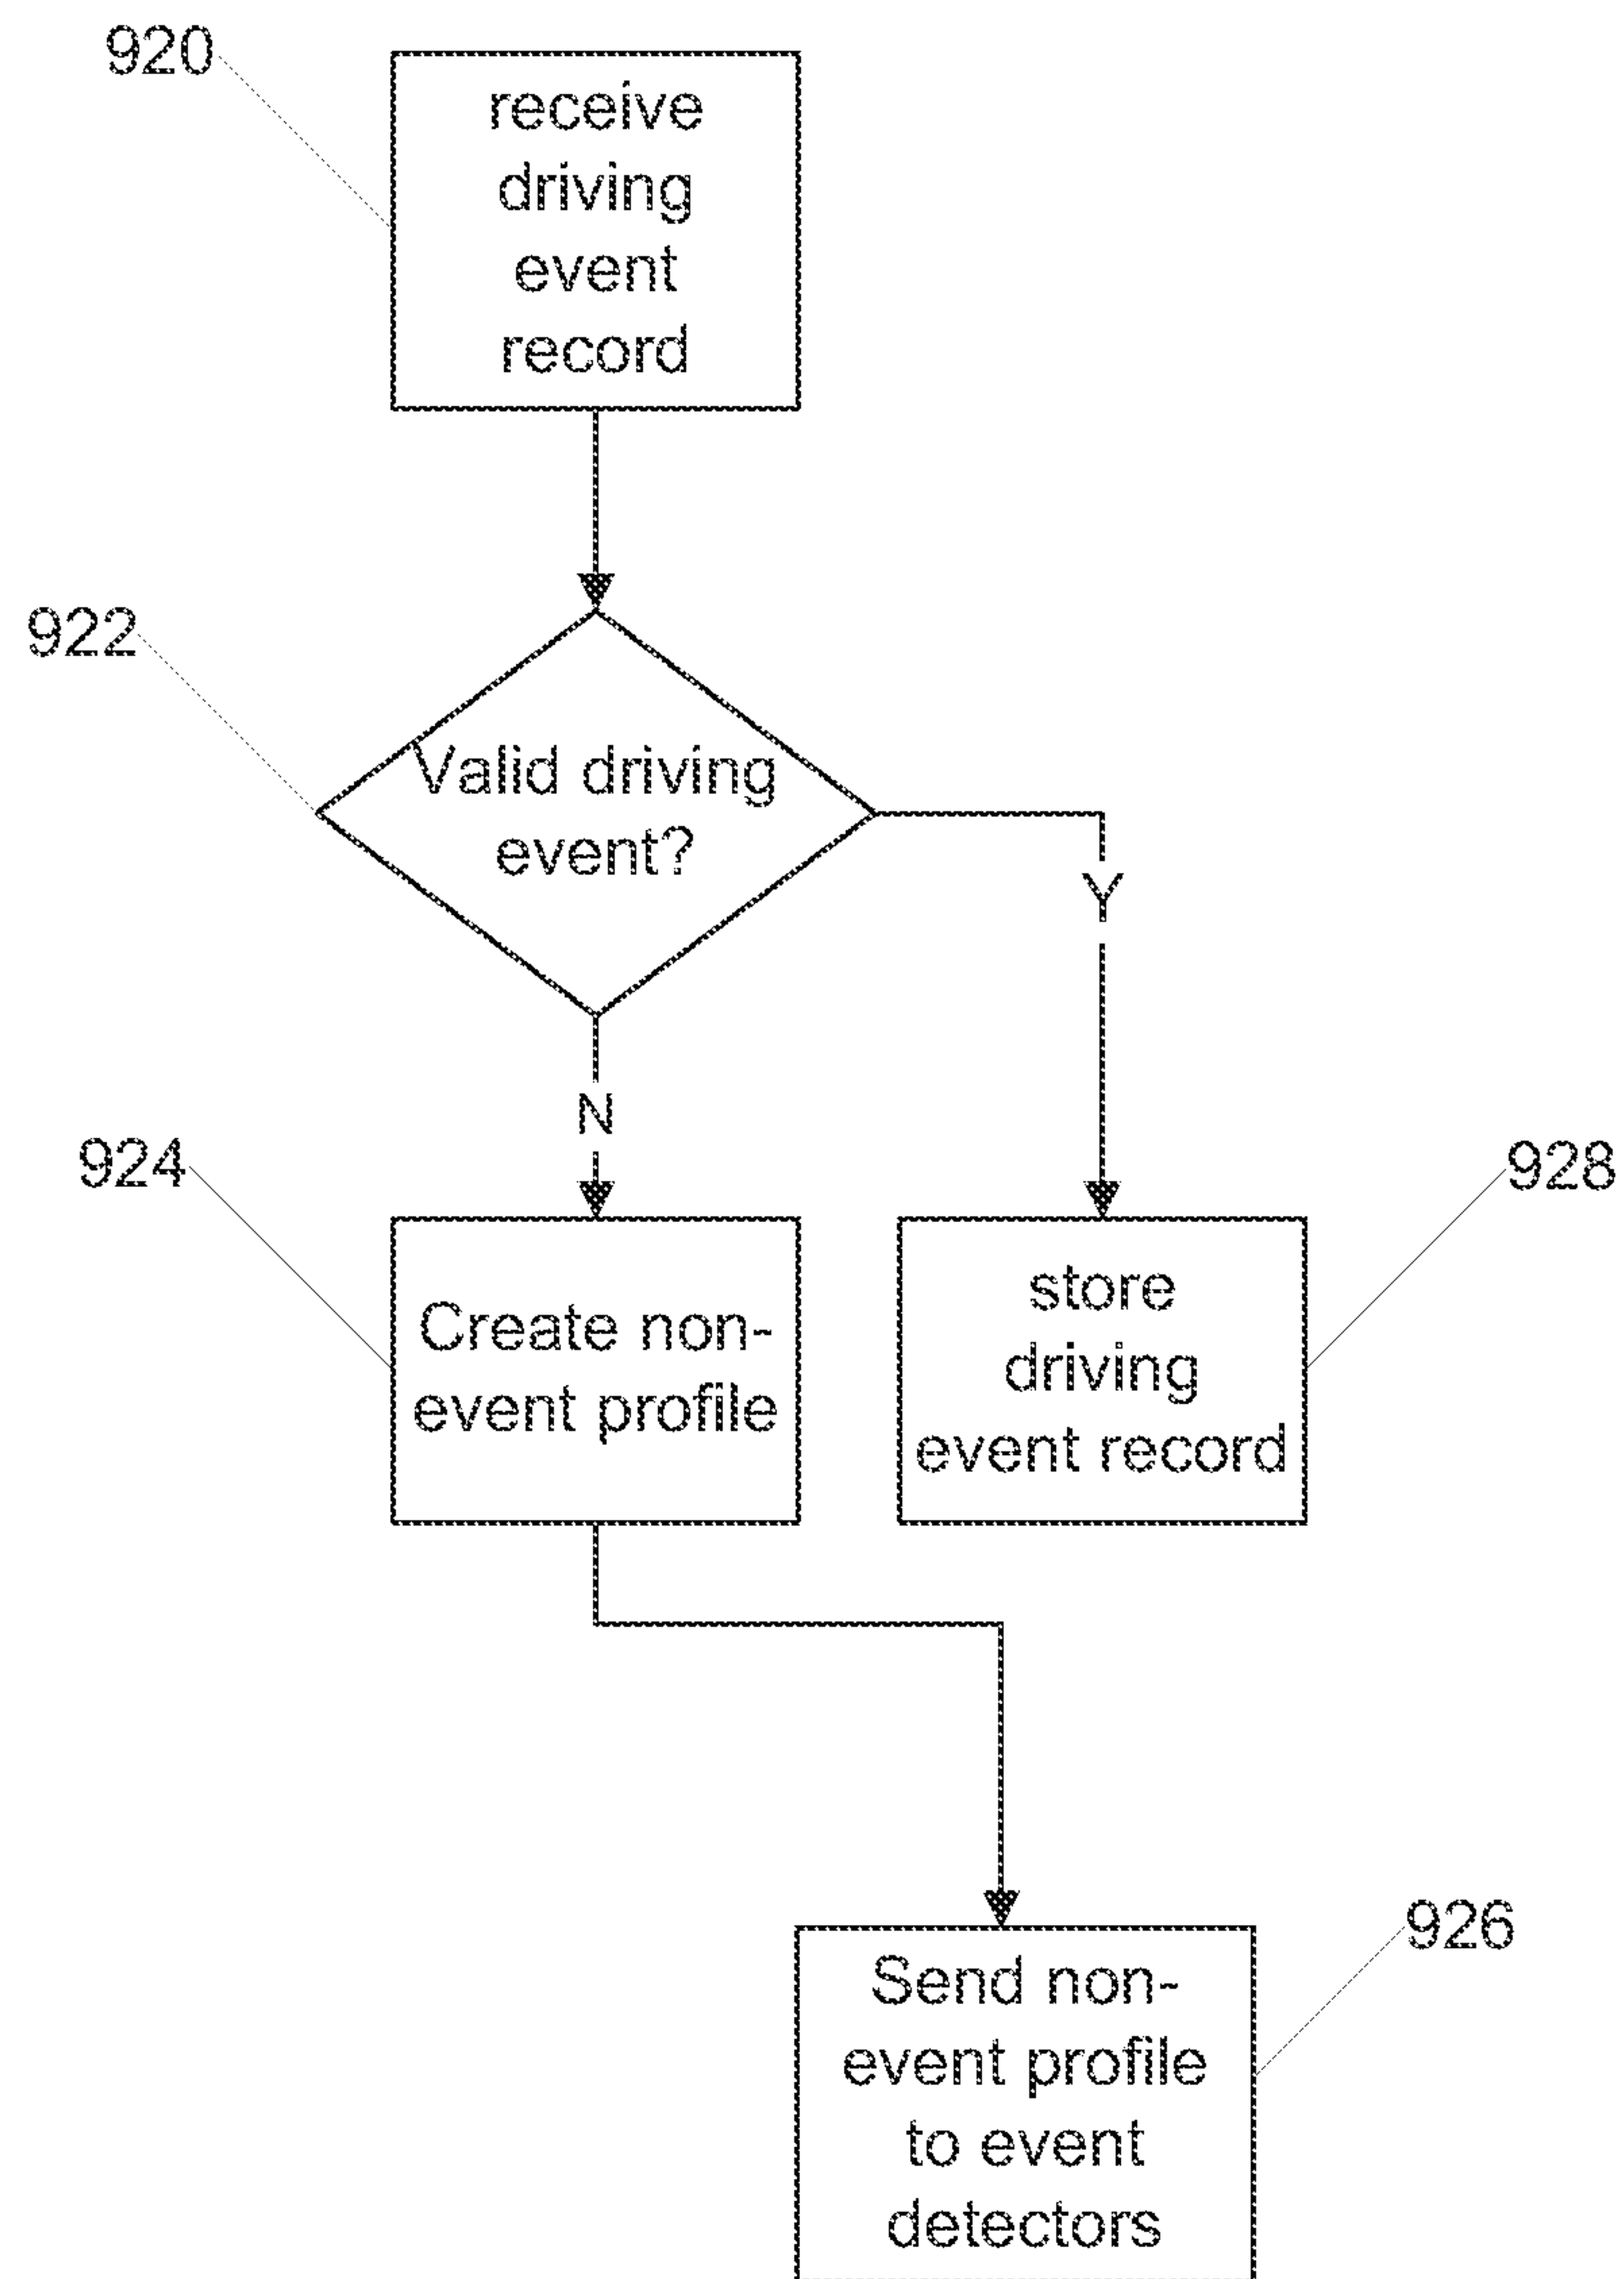 920
receive
driving
event
record
922
Valid driving
event?
Y
N
924
Create non-
event profile
928
store
driving
event record
926
Send non-
event profile
to event
detectors